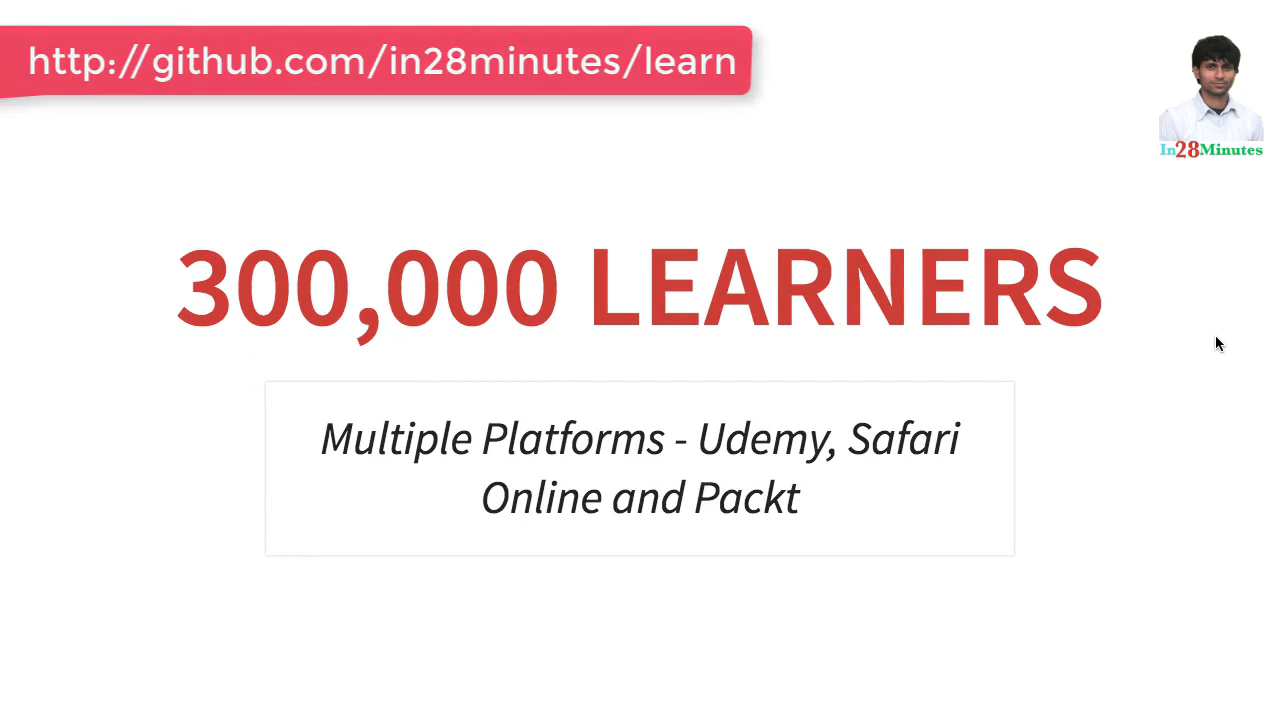 http://github.com/in28minutes/learn
In28Minutes
300,000 LEARNERS
Multiple Platforms - Udemy, Safari
Online and Packt